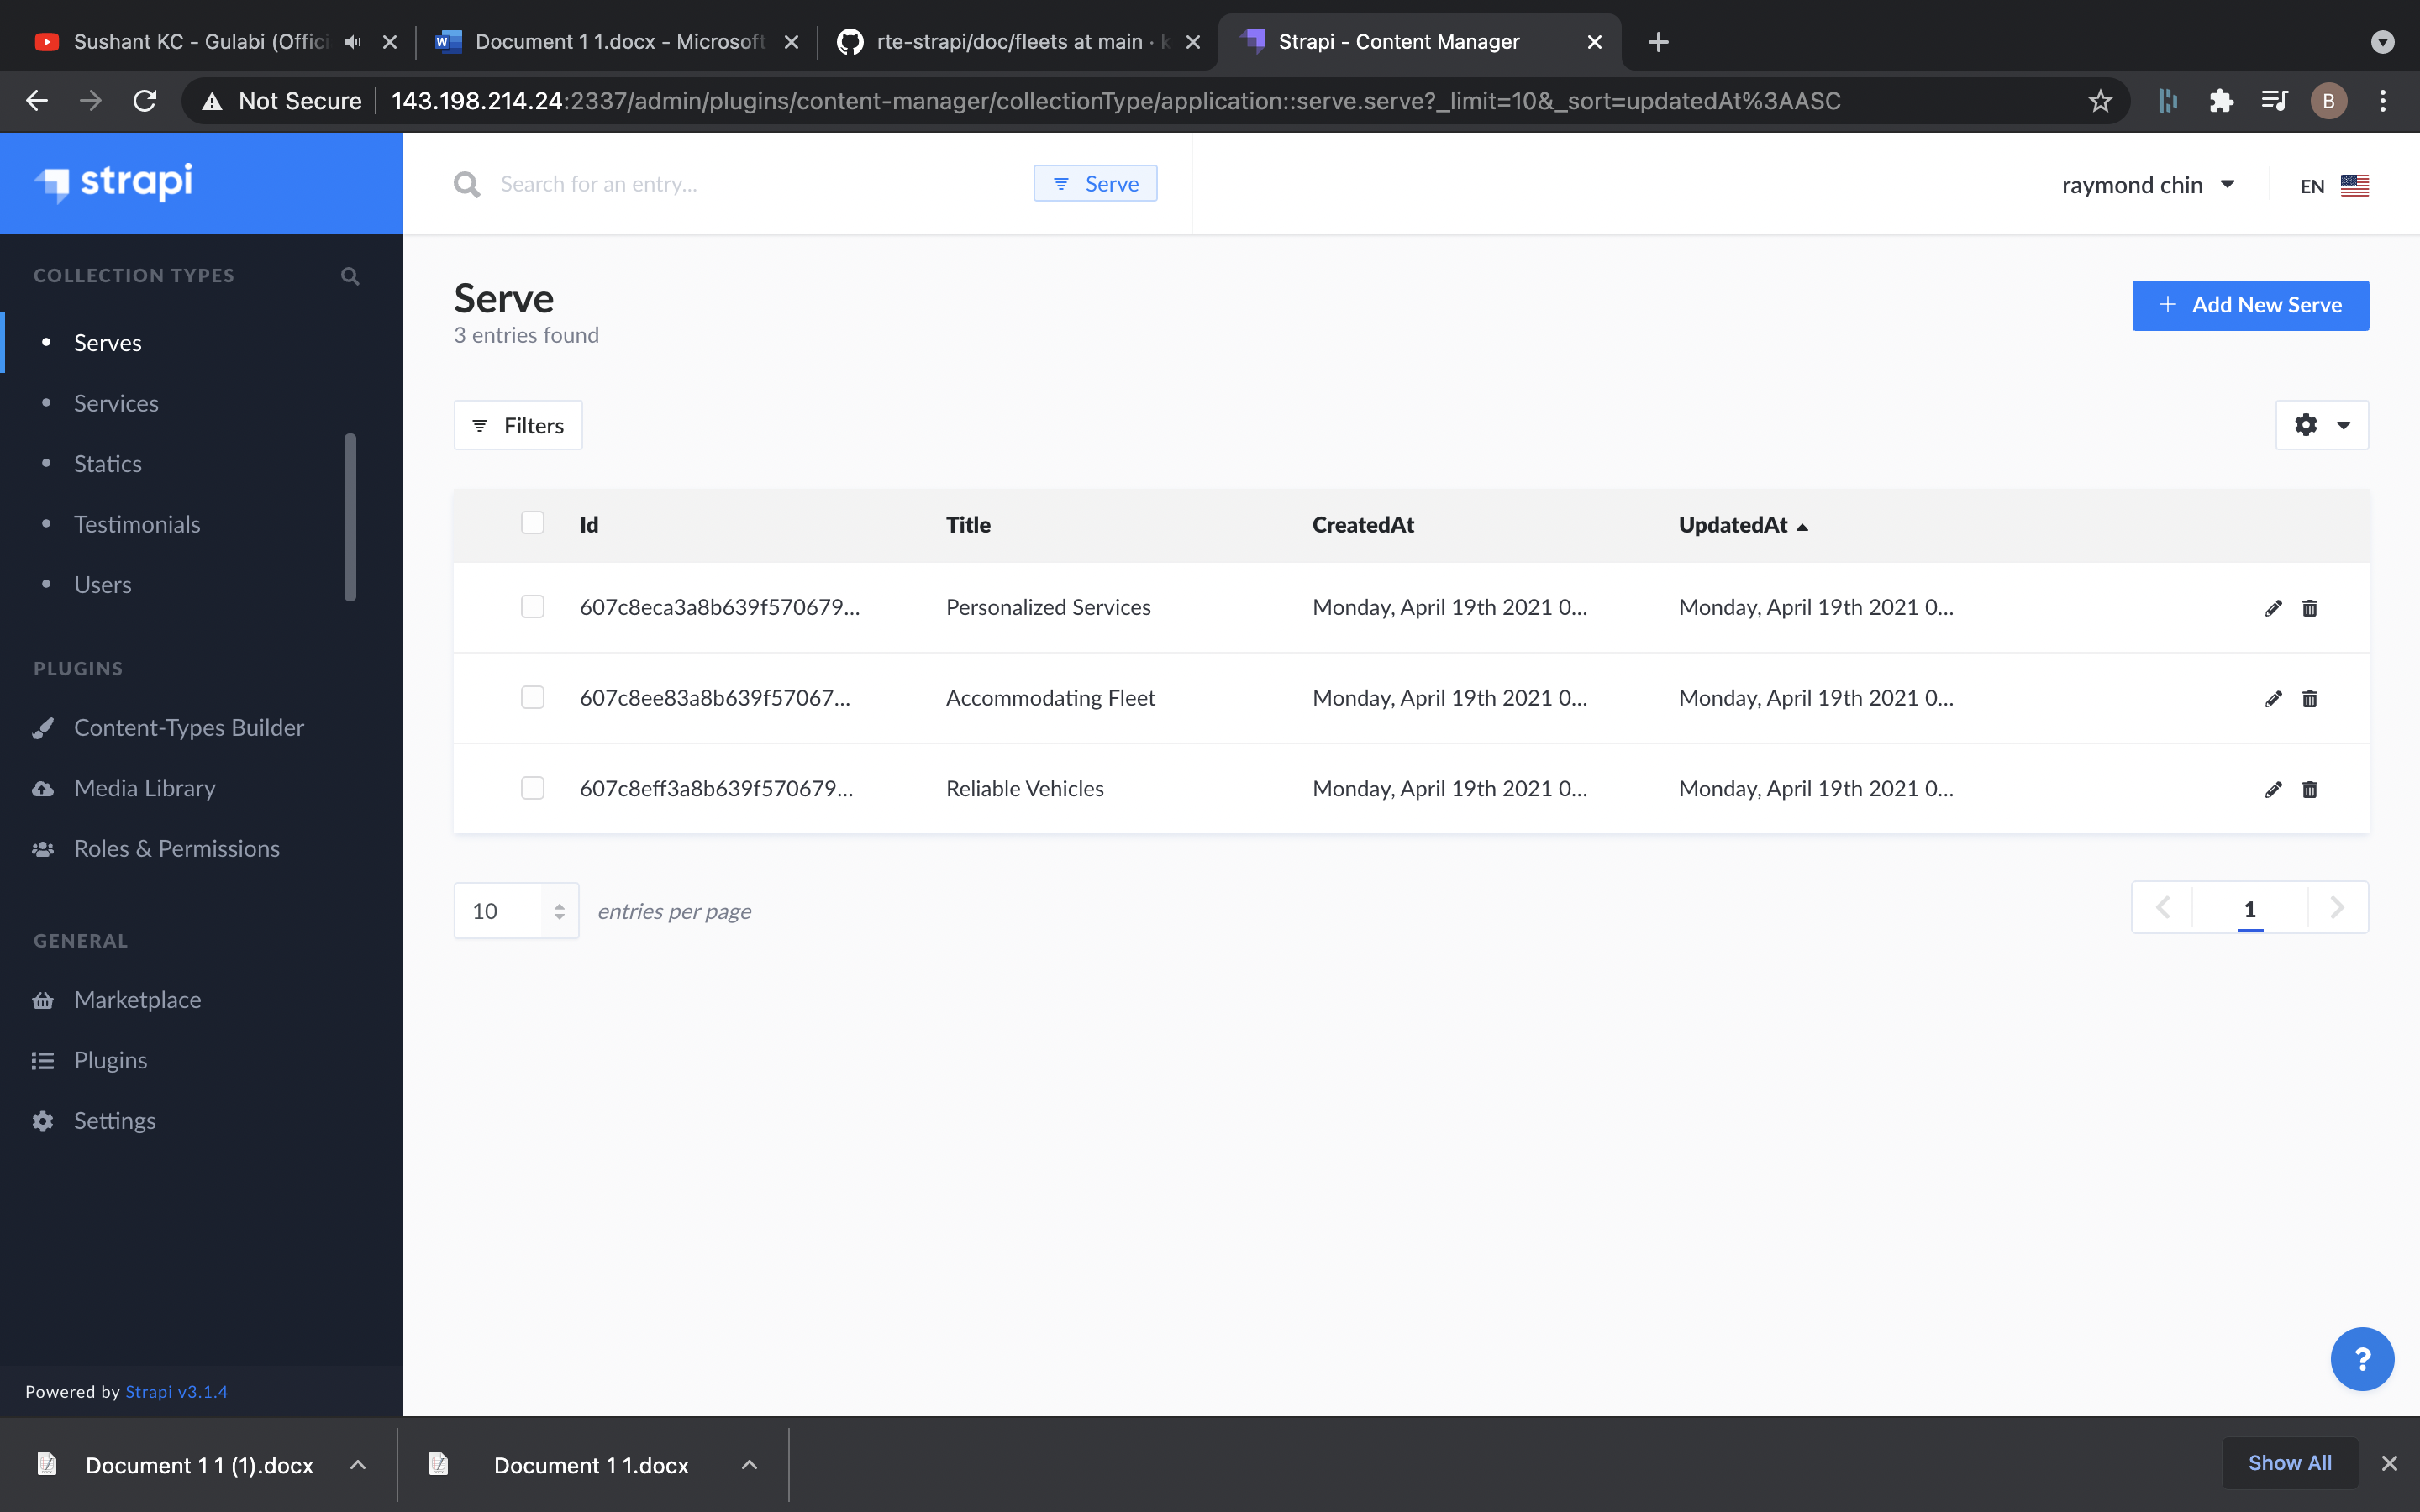 Sushant KC - Gulabi (Offici
Document 1 1.docx - Microsoft
rte-strapi/doc/fleets at main · k
Strapi - Content Manager
Not Secure
143.198.214.24:2337/admin/plugins/content-manager/collectionType/application::serve.serve?_limit=10&_sort=updatedAt%3AASC
B
strapi
Search for an entry...
Serve
raymond chin
EN
COLLECTION TYPES
Serves
Services
Statics
Testimonials
Users
PLUGINS
Content-Types Builder
Media Library
Roles & Permissions
GENERAL
Marketplace
Plugins
Settings
Powered by Strapi v3.1.4
Serve
3 entries found
+ Add New Serve
Filters
Id Title CreatedAt UpdatedAt
607c8eca3a8b639f570679... Personalized Services Monday, April 19th 2021 0... Monday, April 19th 2021 0...
607c8ee83a8b639f57067... Accommodating Fleet Monday, April 19th 2021 0... Monday, April 19th 2021 0...
607c8eff3a8b639f570679... Reliable Vehicles Monday, April 19th 2021 0... Monday, April 19th 2021 0...
10 entries per page
1
?
Document 1 1 (1).docx
Document 1 1.docx
Show All